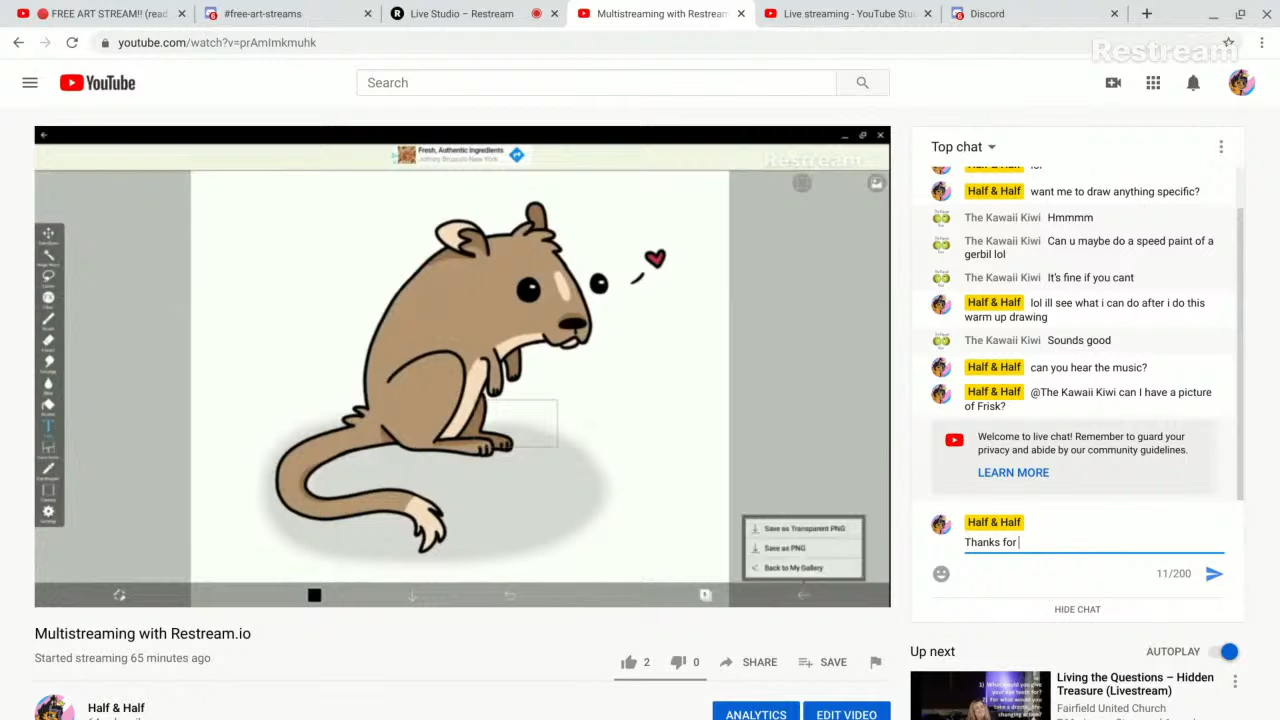 🔴 FREE ART STREAM!! (read
#free-art-streams
Live Studio – Restream
Multistreaming with Restream
Live streaming - YouTube Stu
Discord
youtube.com/watch?v=prAmImkmuhk
Restream
YouTube
Search
Fresh, Authentic Ingredients
Restream
Save as Transparent PNG
Save as PNG
Back to My Gallery
Top chat
lol
Half & Half want me to draw anything specific?
The Kawaii Kiwi Hmmmm
The Kawaii Kiwi Can u maybe do a speed paint of a
gerbil lol
The Kawaii Kiwi It's fine if you cant
Half & Half lol ill see what i can do after i do this
warm up drawing
The Kawaii Kiwi Sounds good
Half & Half can you hear the music?
Half & Half @The Kawaii Kiwi can I have a picture
of Frisk?
Welcome to live chat! Remember to guard your
privacy and abide by our community guidelines.
LEARN MORE
Half & Half
Thanks for
11/200
HIDE CHAT
Multistreaming with Restream.io
Started streaming 65 minutes ago
2
0
SHARE
SAVE
Half & Half
ANALYTICS
EDIT VIDEO
Up next
AUTOPLAY
Living the Questions – Hidden
Treasure (Livestream)
Fairfield United Church